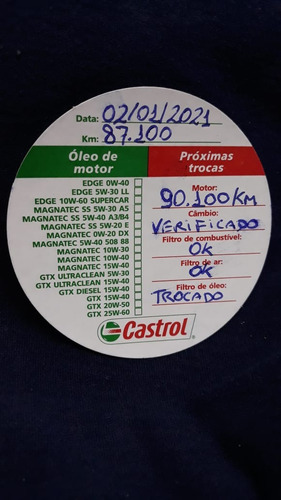 Data: 02/01/2021
Km: 87.100
Óleo de motor
EDGE 0W-40
EDGE 5W-30 LL
EDGE 10W-60 SUPERCAR
MAGNATEC SS 5W-30 A5
MAGNATEC SS 5W-40 A3/B4
MAGNATEC SS 5W-20 E
MAGNATEC 0W-20 DX
MAGNATEC 5W-40 508 88
MAGNATEC 10W-30
MAGNATEC 10W-40
MAGNATEC 15W-40
GTX ULTRACLEAN 5W-30
GTX ULTRACLEAN 15W-40
GTX DIESEL 15W-40
GTX 15W-40
GTX 20W-50
GTX 25W-60
Próximas trocas
Motor:
90.100KM
Câmbio:
VERIFICADO
Filtro de combustível:
OK
Filtro de ar:
OK
Filtro de óleo:
TROCADO
Castrol